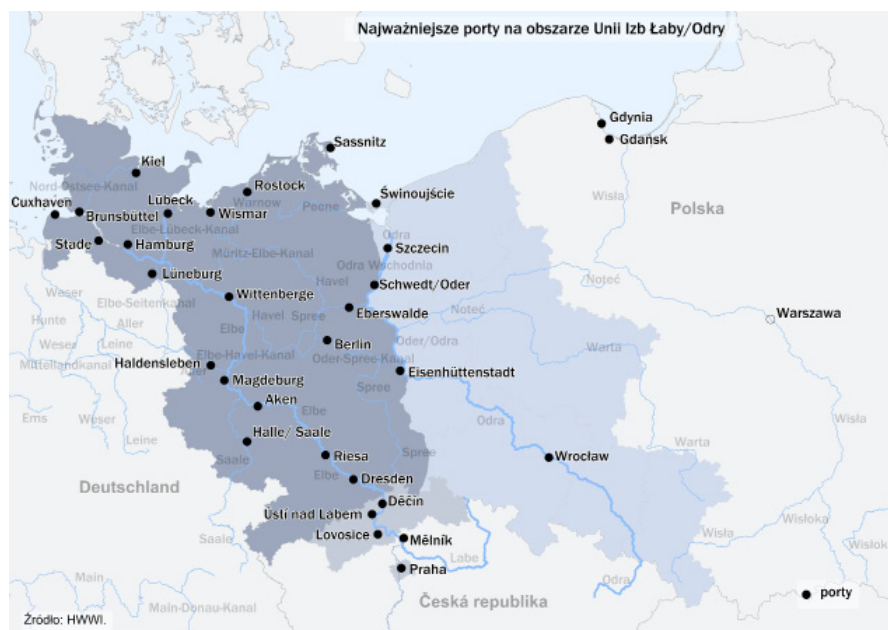 Najważniejsze porty na obszarze Unii Izb Łaby/Odry
Gdynia
Gdańsk
Sassnitz
Kiel
Nord-Ostsee-Kanal
Rostock
Warnow
Wisła
Cuxhaven
Lübeck
Peene
Świnoujście
Brunsbüttel
Wismar
Polska
Elbe-Lübeck-Kanal
Odra
Stade
Hamburg
Müritz-Elbe-Kanal
Szczecin
Odra Wschodnia
Lüneburg
Havel
Schwedt/Oder
Noteć
Weser
Wittenberge
Elbe-Seitenkanal
Eberswalde
Noteć
Warszawa
Hunte
Aller
Elbe
Havel
Spree
Weser
Leine
Berlin
Oder/Odra
Warta
Mittellandkanal
Haldensleben
Elbe-Havel-Kanal
Oder-Spree-Kanal
Aller
Eisenhüttenstadt
Magdeburg
Spree
Aken
Elbe
Ems
Weser
Odra
Wisła
Leine
Halle/ Saale
Warta
Saale
Riesa
Spree
Wrocław
Elbe
Dresden
Deutschland
Děčín
Ústí nad Labem
Wisłoka
Lovosice
Mělník
Wisła
Saale
Labe
Wisłok
Praha
Main
Odra
porty
Česká republika
Main-Donau-Kanal
Źródło: HWWI.